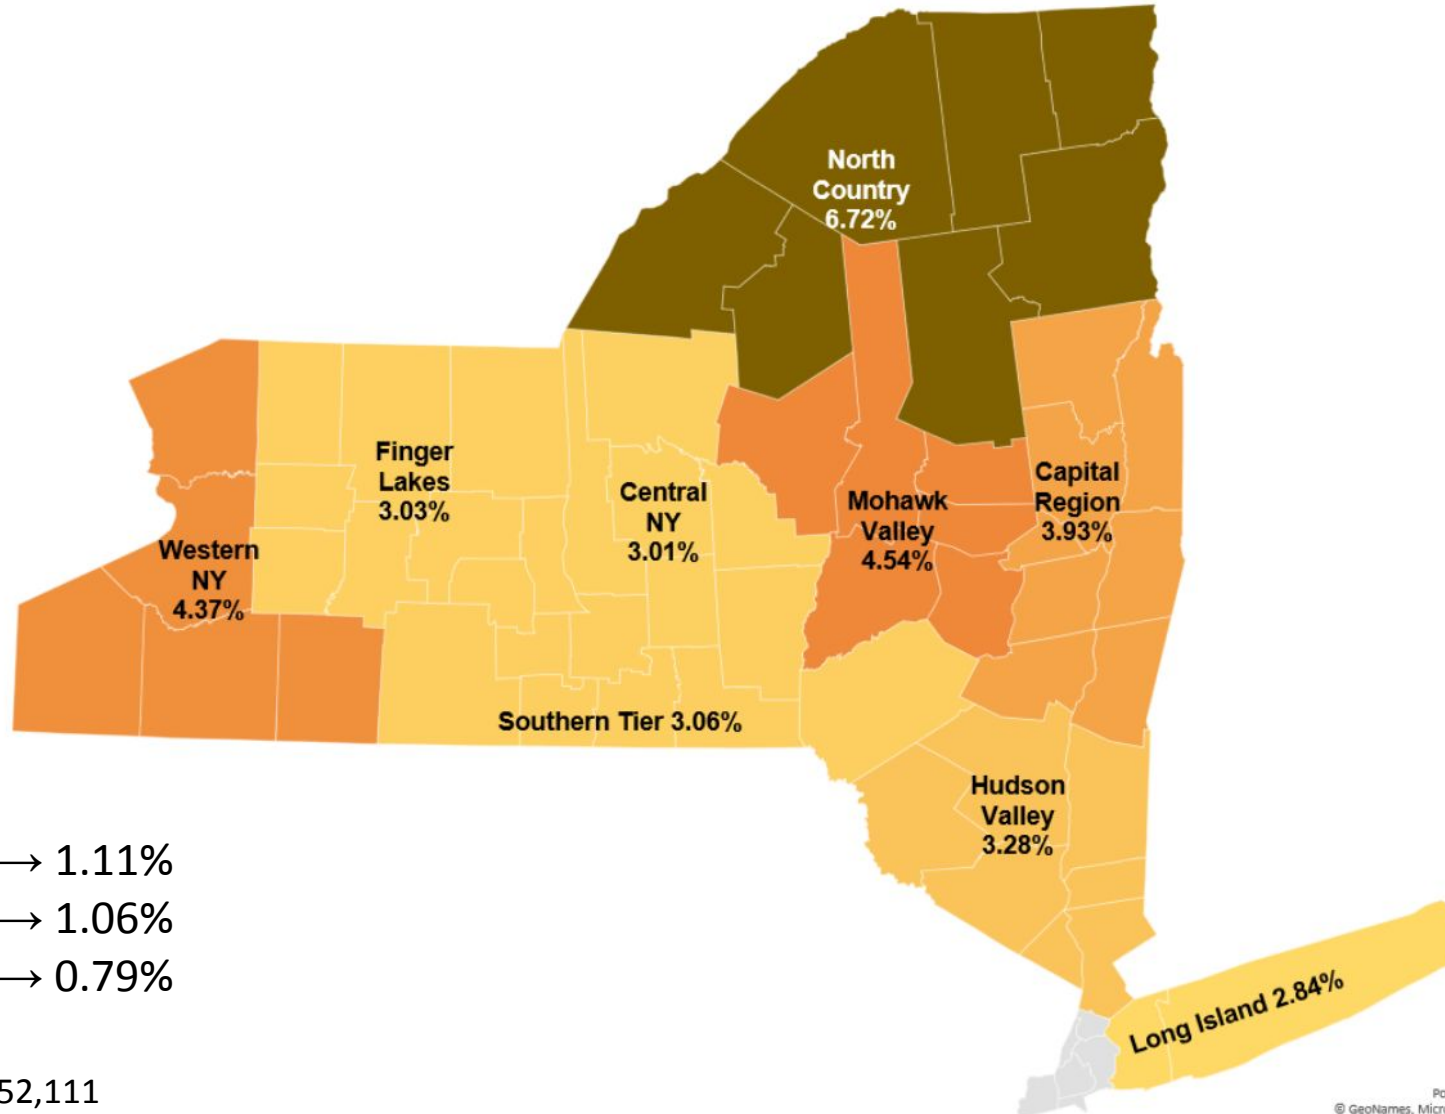 North
Country
6.72%
Finger
Lakes
3.03%
Central
NY
3.01%
Mohawk
Valley
4.54%
Capital
Region
3.93%
Western
NY
4.37%
Southern Tier 3.06%
Hudson
Valley
3.28%
→ 1.11%
→ 1.06%
→ 0.79%
Long Island 2.84%
52,111
© GeoNames, Micr